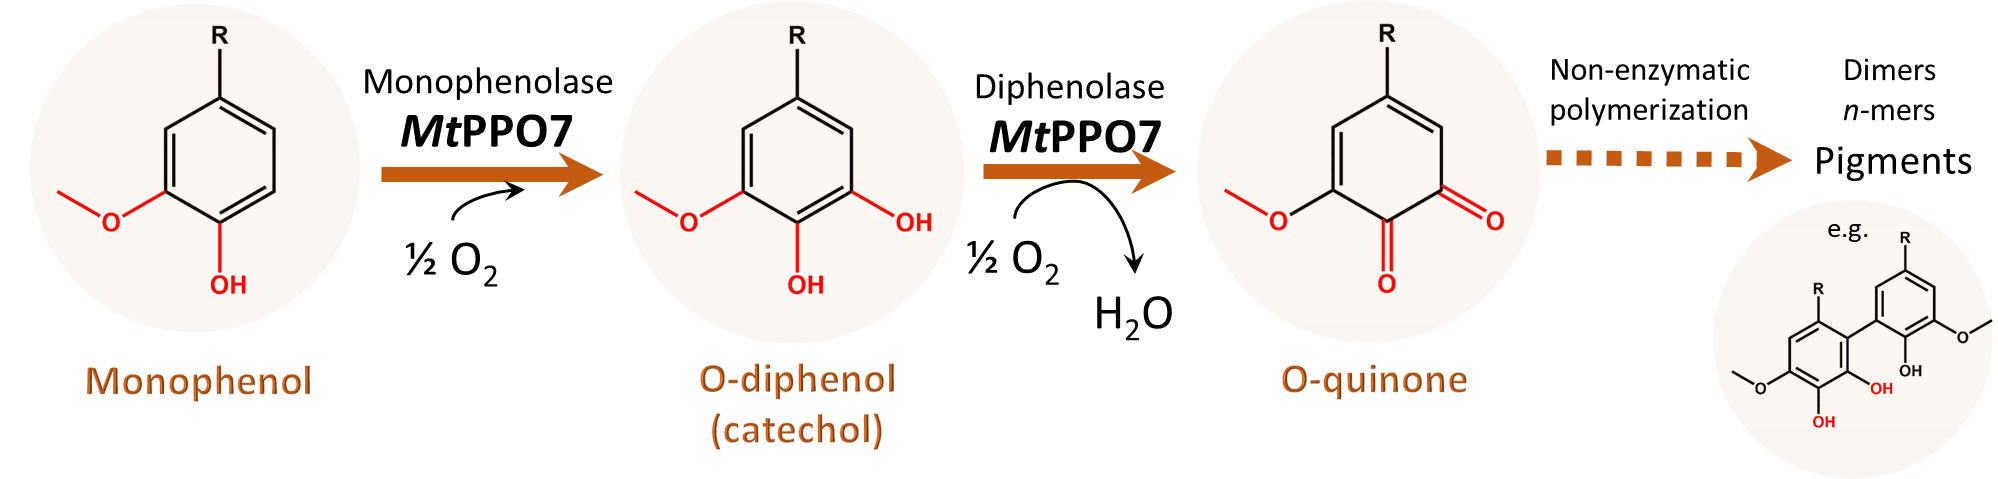 R
O
OH
Monophenol
Monophenolase
MtPPO7
½ O2
R
O
OH
OH
O-diphenol
(catechol)
Diphenolase
MtPPO7
½ O2
H2O
R
O
O
O
O-quinone
Non-enzymatic
polymerization
Dimers
n-mers
Pigments
e.g.
R
R
O
OH
O
OH
OH